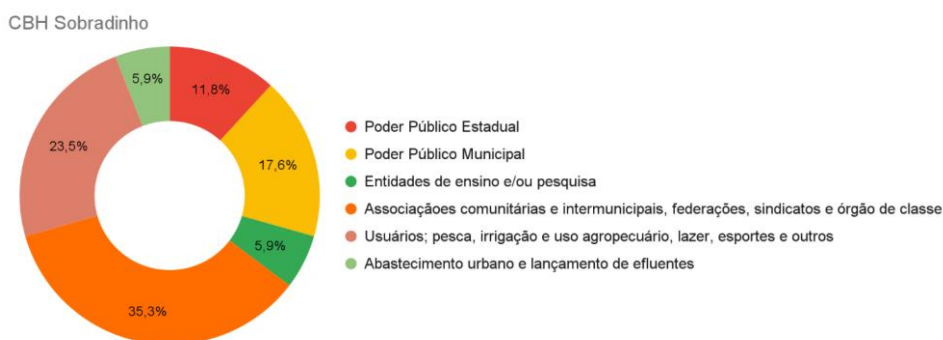 CBH Sobradinho
5,9%
11,8%
23,5%
17,6%
5,9%
35,3%
Poder Público Estadual
Poder Público Municipal
Entidades de ensino e/ou pesquisa
Associaçãoes comunitárias e intermunicipais, federações, sindicatos e órgão de classe
Usuários; pesca, irrigação e uso agropecuário, lazer, esportes e outros
Abastecimento urbano e lançamento de efluentes